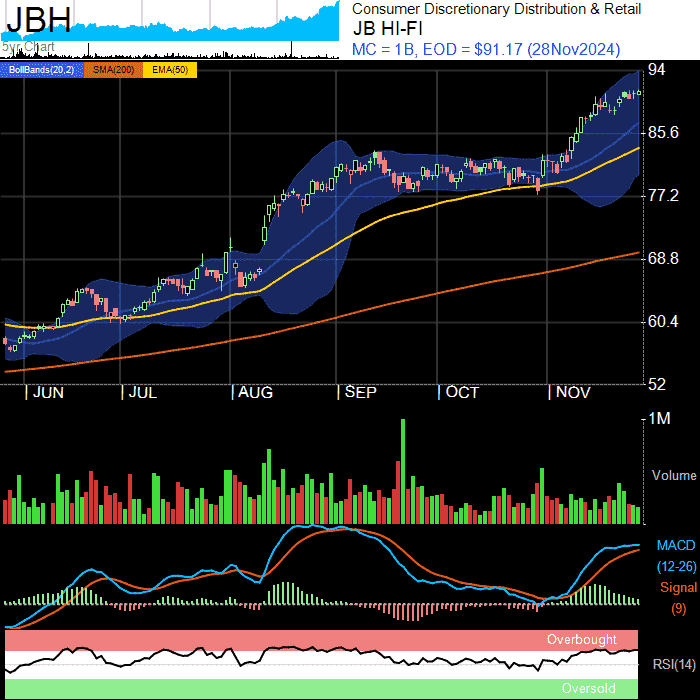 JBH
5yr Chart
Consumer Discretionary Distribution & Retail
JB HI-FI
MC = 1B, EOD = $91.17 (28Nov2024)
BollBands(20,2) SMA(200) EMA(50)
94
85.6
77.2
68.8
60.4
52
JUN JUL AUG SEP OCT NOV
1M
Volume
MACD
(12-26)
Signal
(9)
Overbought
RSI(14)
Oversold